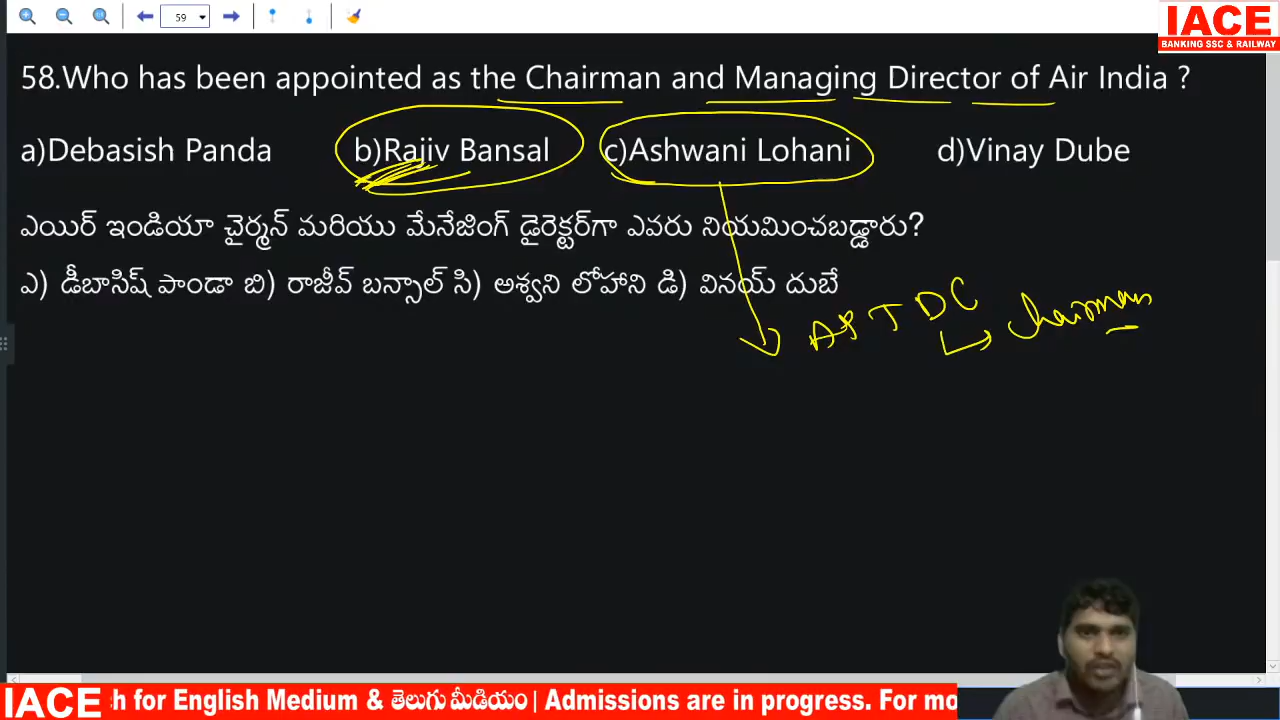 59
IACE
BANKING SSC & RAILWAY
58.Who has been appointed as the Chairman and Managing Director of Air India ?
a)Debasish Panda b)Rajiv Bansal c)Ashwani Lohani d)Vinay Dube
ఎయిర్ ఇండియా ఛైర్మన్ మరియు మేనేజింగ్ డైరెక్టర్‌గా ఎవరు నియమించబడ్డారు?
ఎ) డీబాసిష్ పాండా బి) రాజీవ్ బన్సాల్ సి) అశ్వని లోహాని డి) వినయ్ దుబే
APTDC
Chairman
IACE h for English Medium & తెలుగు మీడియం | Admissions are in progress. For mo